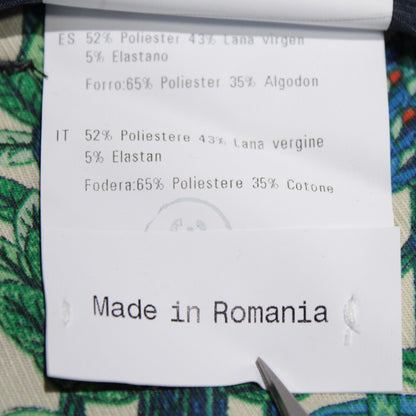 ES 52% Poliester 43% Lana virgen
5% Elastano
Forro:65% Poliester 35% Algodon
IT 52% Poliestere 43% Lana vergine
5% Elastan
Fodera:65% Poliestere 35% Cotone
Made in Romania